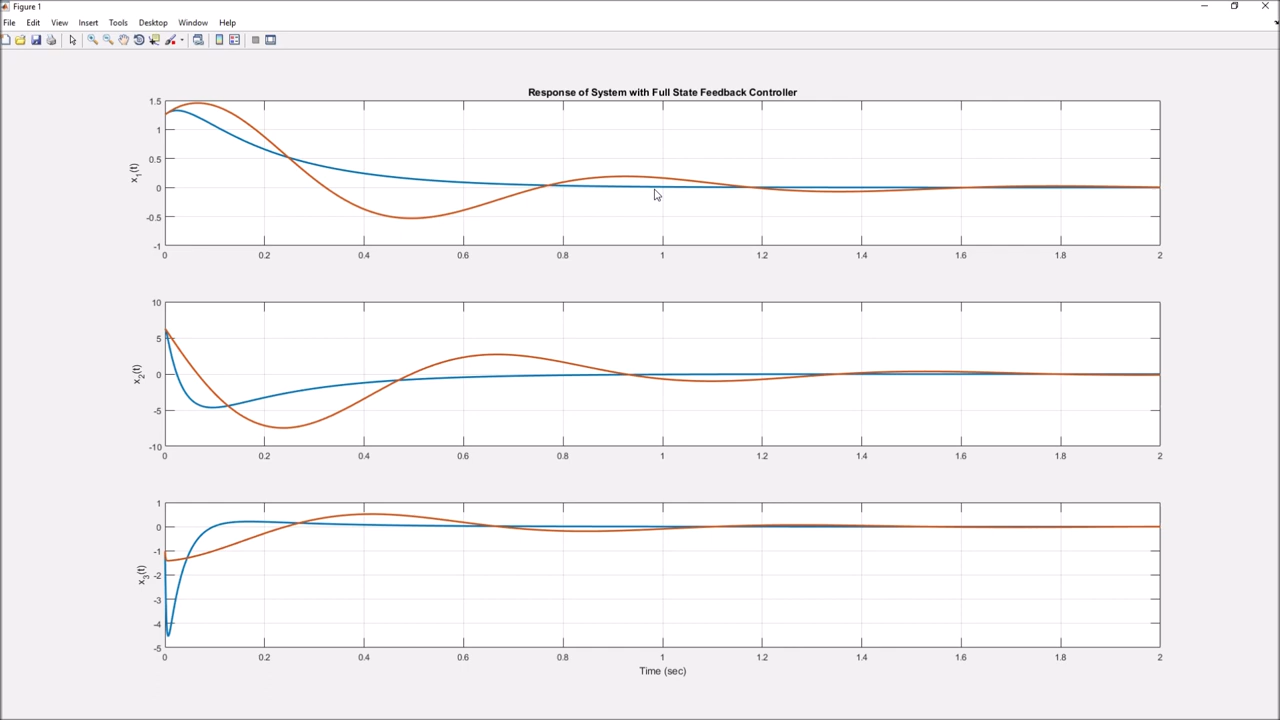 Figure 1
File Edit View Insert Tools Desktop Window Help
Response of System with Full State Feedback Controller
1.5
1
0.5
0
-0.5
-1
x1(t)
0 0.2 0.4 0.6 0.8 1 1.2 1.4 1.6 1.8 2
10
5
0
-5
-10
x2(t)
0 0.2 0.4 0.6 0.8 1 1.2 1.4 1.6 1.8 2
1
0
-1
-2
-3
-4
-5
x3(t)
0 0.2 0.4 0.6 0.8 1 1.2 1.4 1.6 1.8 2
Time (sec)